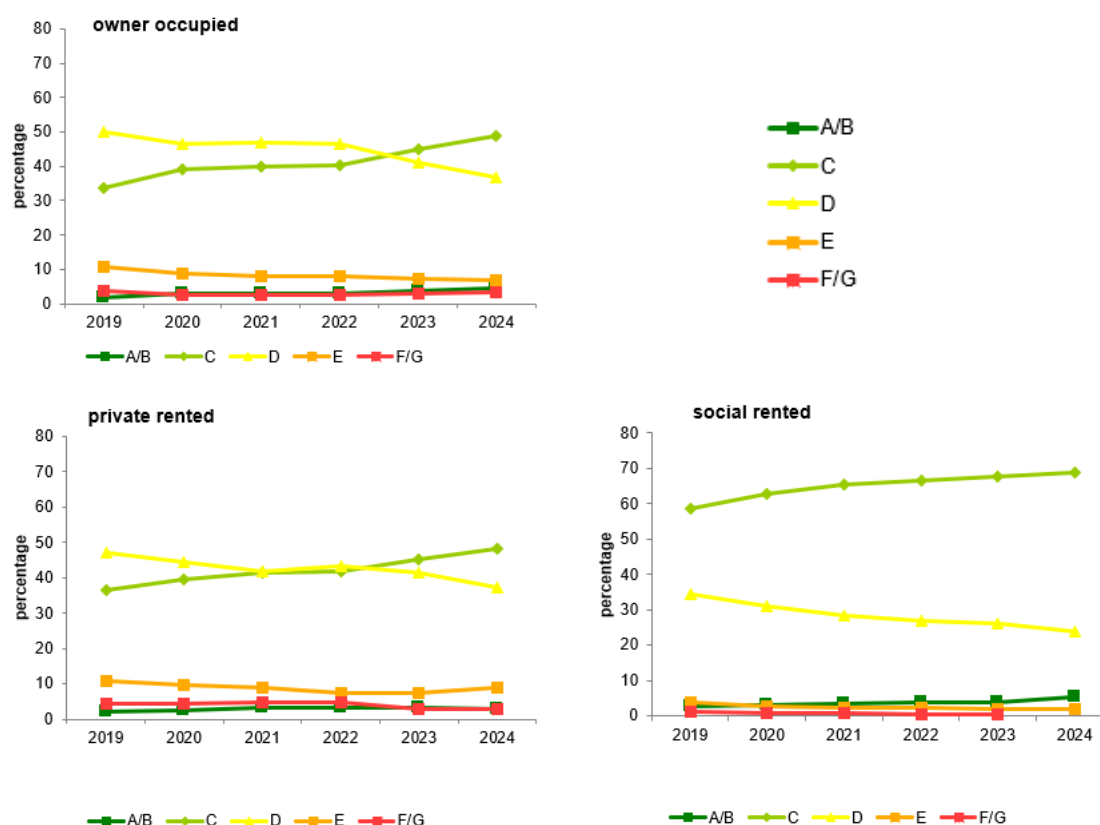 owner occupied
80
70
60
50
40
30
20
10
0
percentage
2019 2020 2021 2022 2023 2024
A/B C D E F/G
A/B
C
D
E
F/G
private rented
80
70
60
50
40
30
20
10
0
percentage
2019 2020 2021 2022 2023 2024
A/B C D E F/G
social rented
80
70
60
50
40
30
20
10
0
percentage
2019 2020 2021 2022 2023 2024
A/B C D E F/G